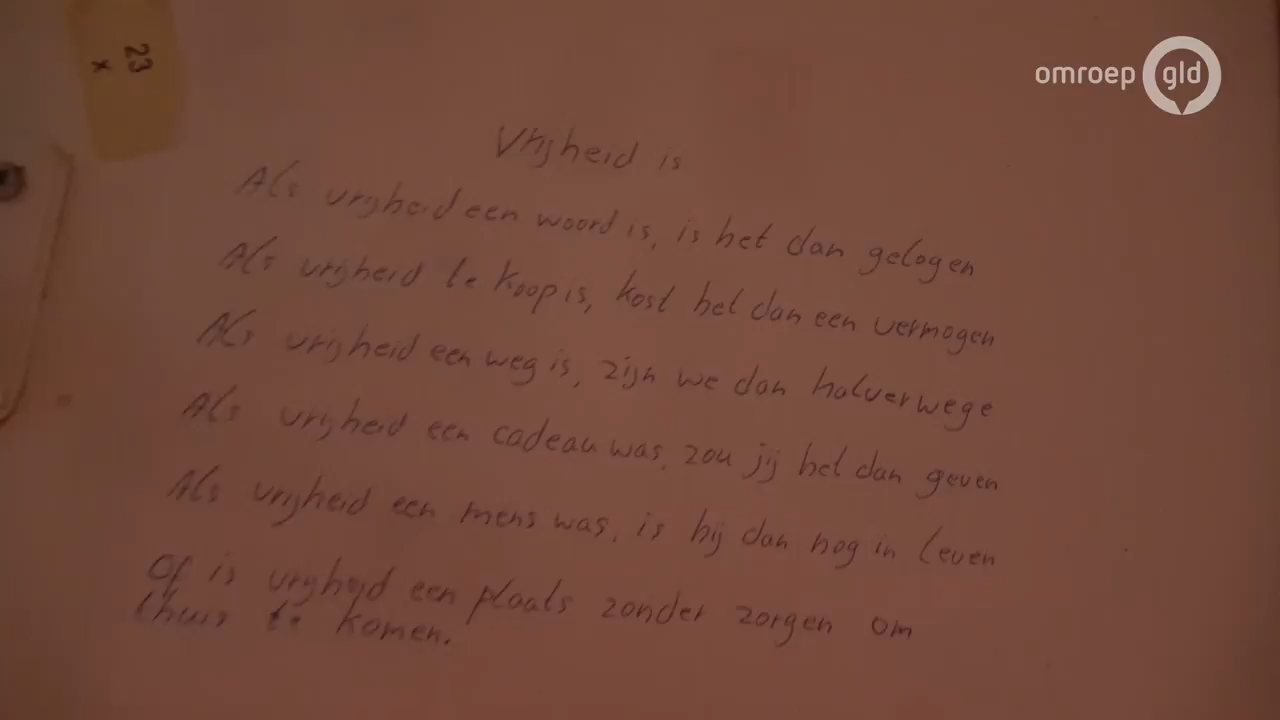 23
x
omroep gld
Vrijheid is
Als vrijheid een woord is, is het dan gelogen
Als vrijheid te koop is, kost het dan een vermogen
Als vrijheid een weg is, zijn we dan halverwege
Als vrijheid een cadeau was, zou jij het dan geven
Als vrijheid een mens was, is hij dan nog in leven
Of is vrijheid een plaats zonder zorgen om
thuis te komen.